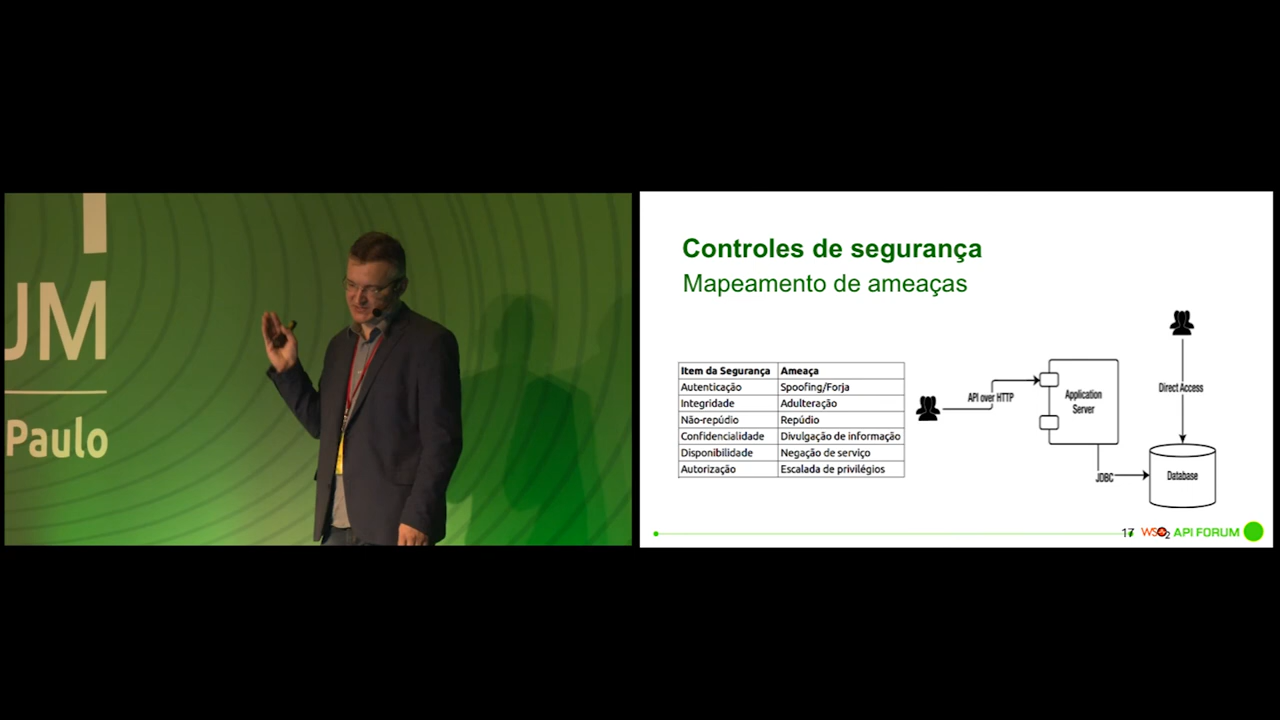 UM
Paulo
Controles de segurança
Mapeamento de ameaças
Item da Segurança Ameaça
Autenticação Spoofing/Forja
Integridade Adulteração
Não-repúdio Repúdio
Confidencialidade Divulgação de informação
Disponibilidade Negação de serviço
Autorização Escalada de privilégios
API over HTTP
Application
Server
Direct Access
JDBC
Database
17 WSO2 API FORUM